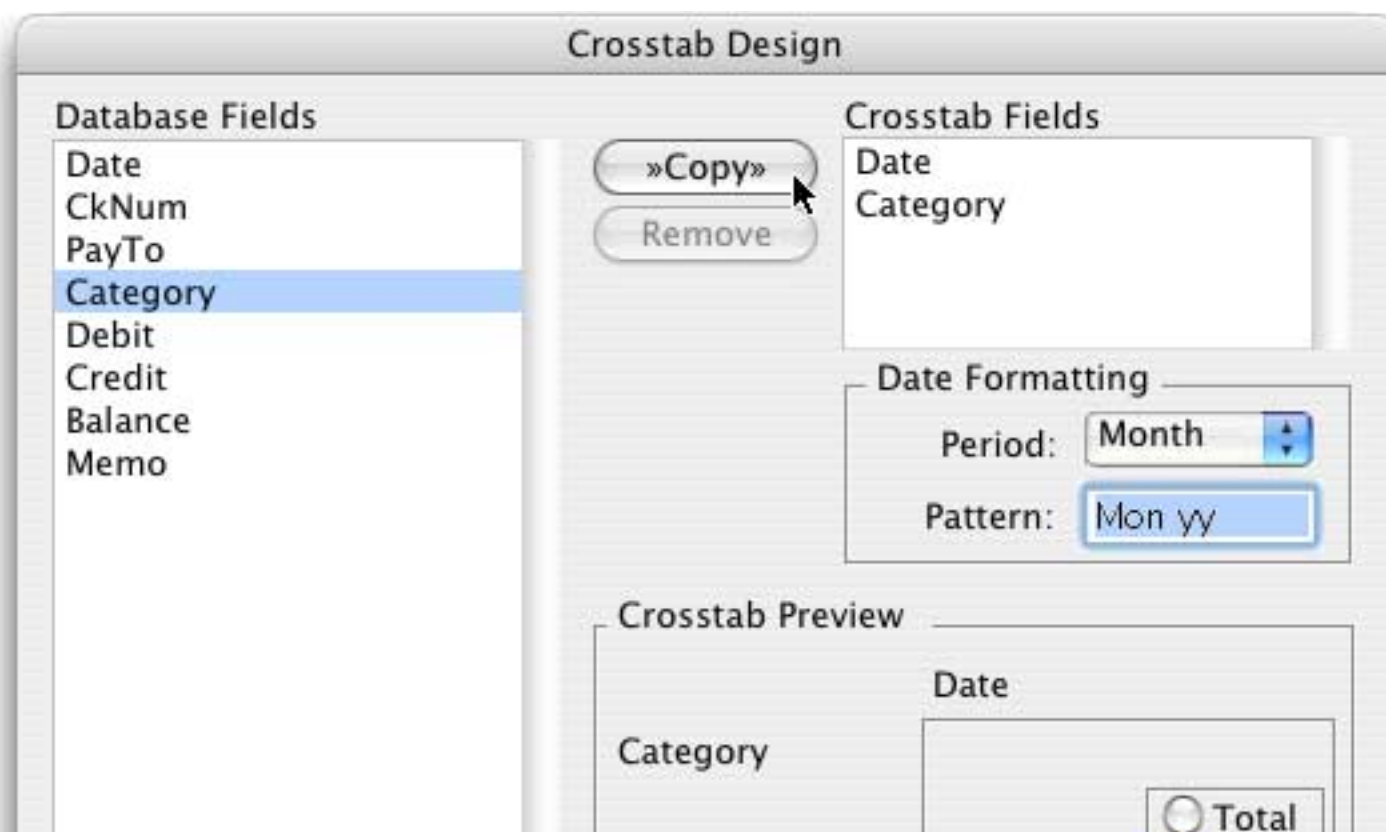 Crosstab Design
Database Fields
Date
CkNum
PayTo
Category
Debit
Credit
Balance
Memo
»Copy»
Remove
Crosstab Fields
Date
Category
Date Formatting
Period: Month
Pattern: Mon yy
Crosstab Preview
Date
Category
Total